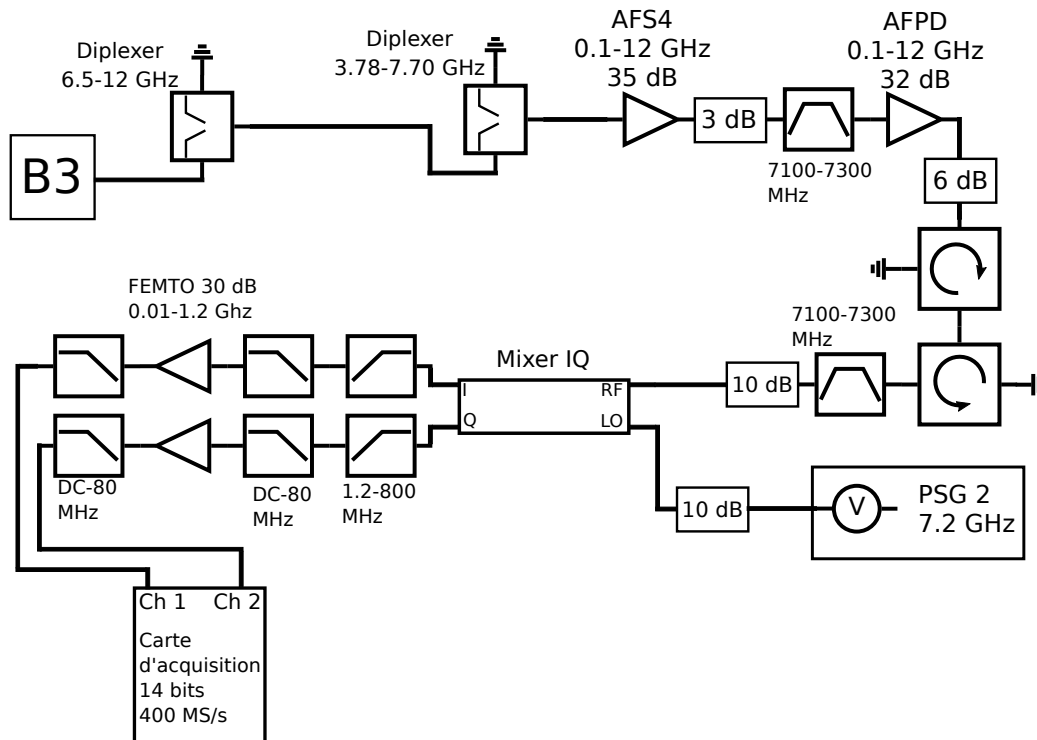 Diplexer
6.5-12 GHz
Diplexer
3.78-7.70 GHz
AFS4
0.1-12 GHz
35 dB
AFPD
0.1-12 GHz
32 dB
B3
3 dB
7100-7300
MHz
6 dB
FEMTO 30 dB
0.01-1.2 Ghz
7100-7300
MHz
Mixer IQ
I
RF
Q
LO
10 dB
DC-80
MHz
DC-80
MHz
1.2-800
MHz
10 dB
V
PSG 2
7.2 GHz
Ch 1
Ch 2
Carte
d'acquisition
14 bits
400 MS/s